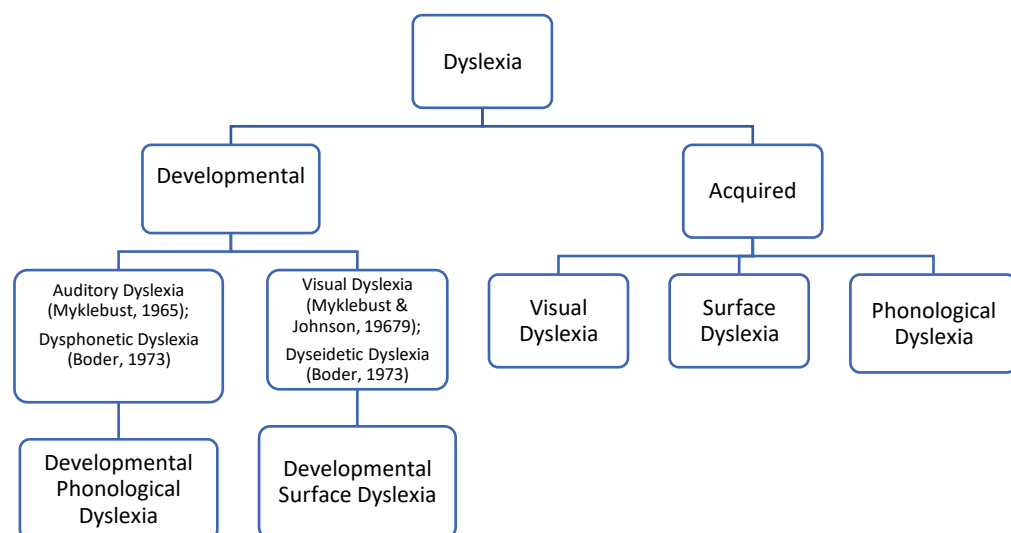 Dyslexia
Developmental
Acquired
Auditory Dyslexia
(Myklebust, 1965);
Dysphonetic Dyslexia
(Boder, 1973)
Visual Dyslexia
(Myklebust &
Johnson, 19679;
Dyseidetic Dyslexia
(Boder, 1973)
Visual
Dyslexia
Surface
Dyslexia
Phonological
Dyslexia
Developmental
Phonological
Dyslexia
Developmental
Surface Dyslexia